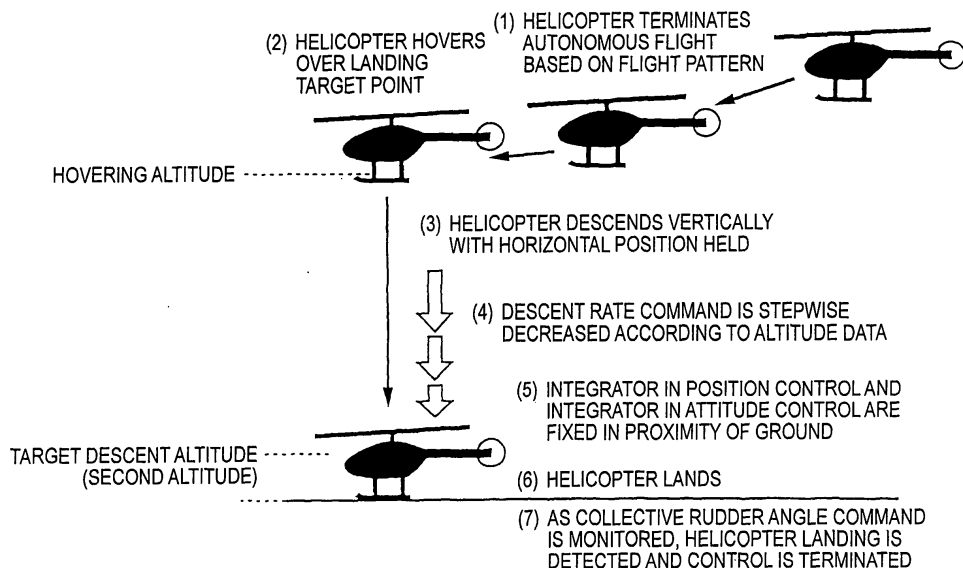 (1) HELICOPTER TERMINATES
AUTONOMOUS FLIGHT
BASED ON FLIGHT PATTERN
(2) HELICOPTER HOVERS
OVER LANDING
TARGET POINT
HOVERING ALTITUDE
(3) HELICOPTER DESCENDS VERTICALLY
WITH HORIZONTAL POSITION HELD
(4) DESCENT RATE COMMAND IS STEPWISE
DECREASED ACCORDING TO ALTITUDE DATA
(5) INTEGRATOR IN POSITION CONTROL AND
INTEGRATOR IN ATTITUDE CONTROL ARE
FIXED IN PROXIMITY OF GROUND
TARGET DESCENT ALTITUDE
(SECOND ALTITUDE)
(6) HELICOPTER LANDS
(7) AS COLLECTIVE RUDDER ANGLE COMMAND
IS MONITORED, HELICOPTER LANDING IS
DETECTED AND CONTROL IS TERMINATED